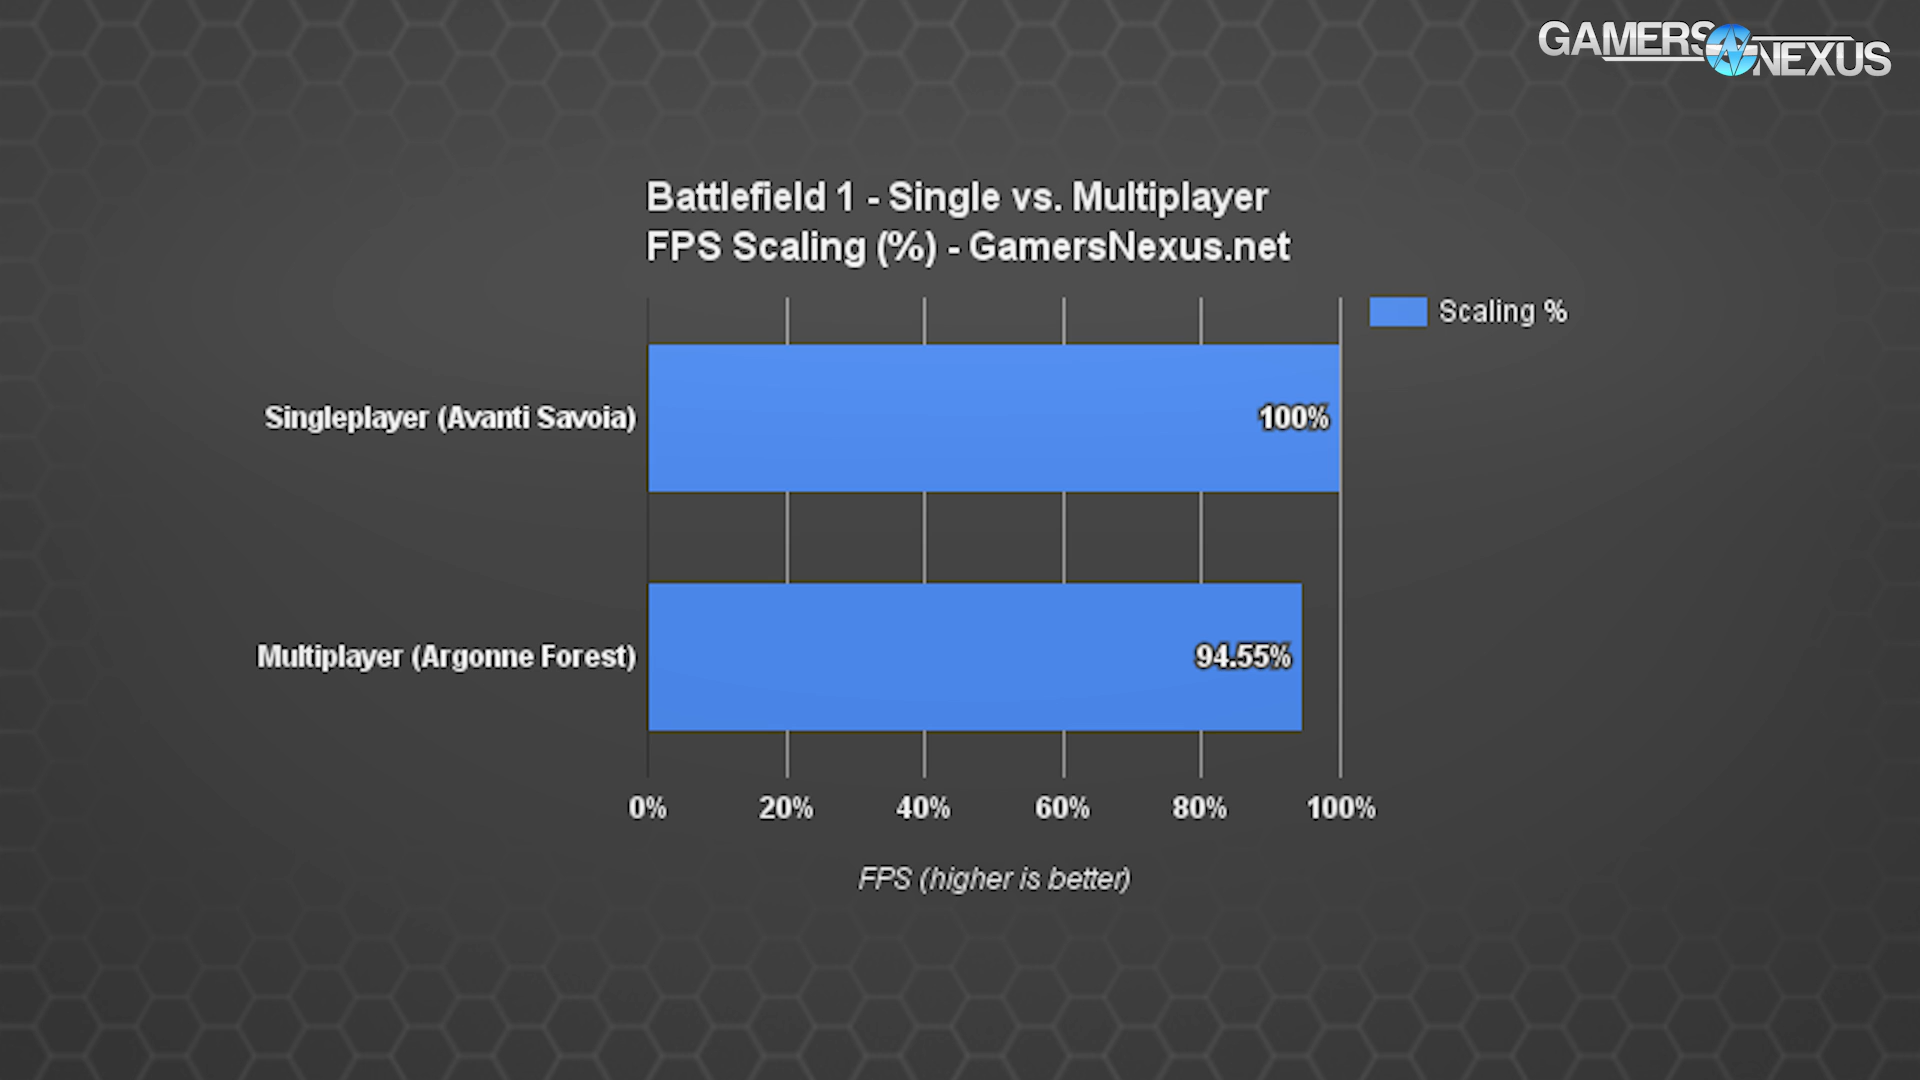 GAMERS NEXUS
Battlefield 1 - Single vs. Multiplayer
FPS Scaling (%) - GamersNexus.net
Scaling %
Singleplayer (Avanti Savoia)
100%
Multiplayer (Argonne Forest)
94.55%
0% 20% 40% 60% 80% 100%
FPS (higher is better)